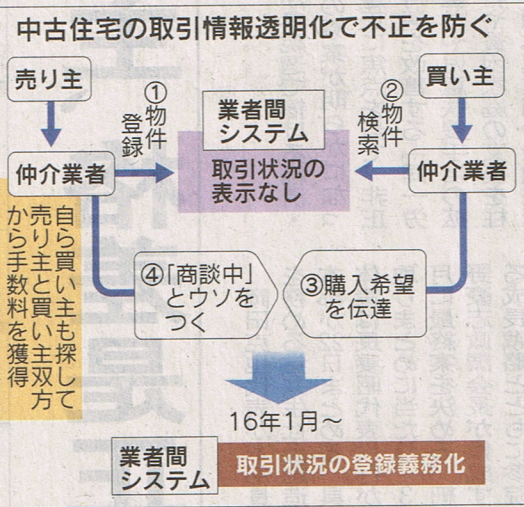 中古住宅の取引情報透明化で不正を防ぐ
売り主
買い主
①物件
登録
業者間
システム
②物件
検索
仲介業者
取引状況の
表示なし
仲介業者
自ら買い主も探して
売り主と買い主双方
から手数料を獲得
④「商談中」
とウソを
つく
③購入希望
を伝達
16年1月～
業者間
システム
取引状況の登録義務化